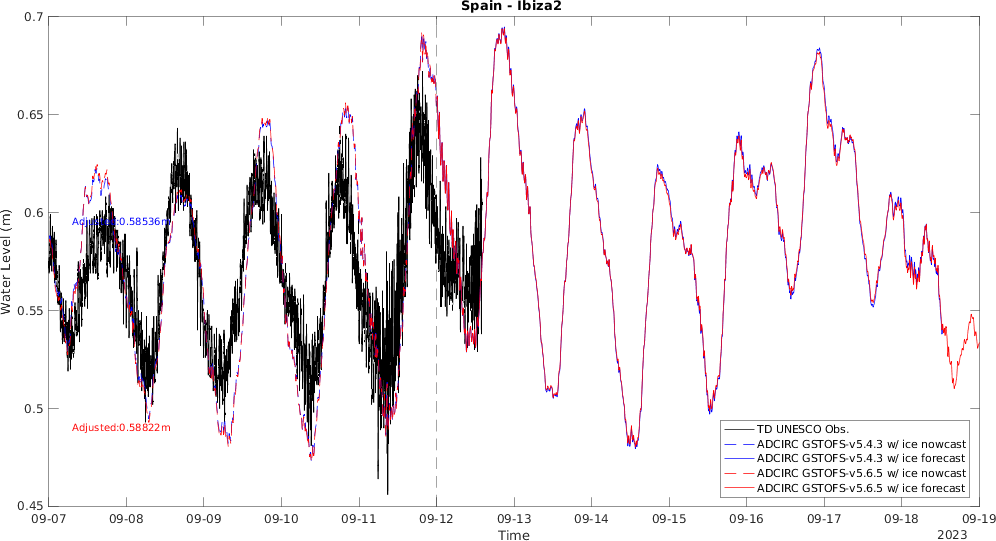 Spain - Ibiza2
Water Level (m)
0.7
0.65
0.6
0.55
0.5
0.45
Adjusted:0.58536m
Adjusted:0.58822m
TD UNESCO Obs.
ADCIRC GSTOFS-v5.4.3 w/ ice nowcast
ADCIRC GSTOFS-v5.4.3 w/ ice forecast
ADCIRC GSTOFS-v5.6.5 w/ ice nowcast
ADCIRC GSTOFS-v5.6.5 w/ ice forecast
09-07 09-08 09-09 09-10 09-11 09-12 09-13 09-14 09-15 09-16 09-17 09-18 09-19
Time
2023